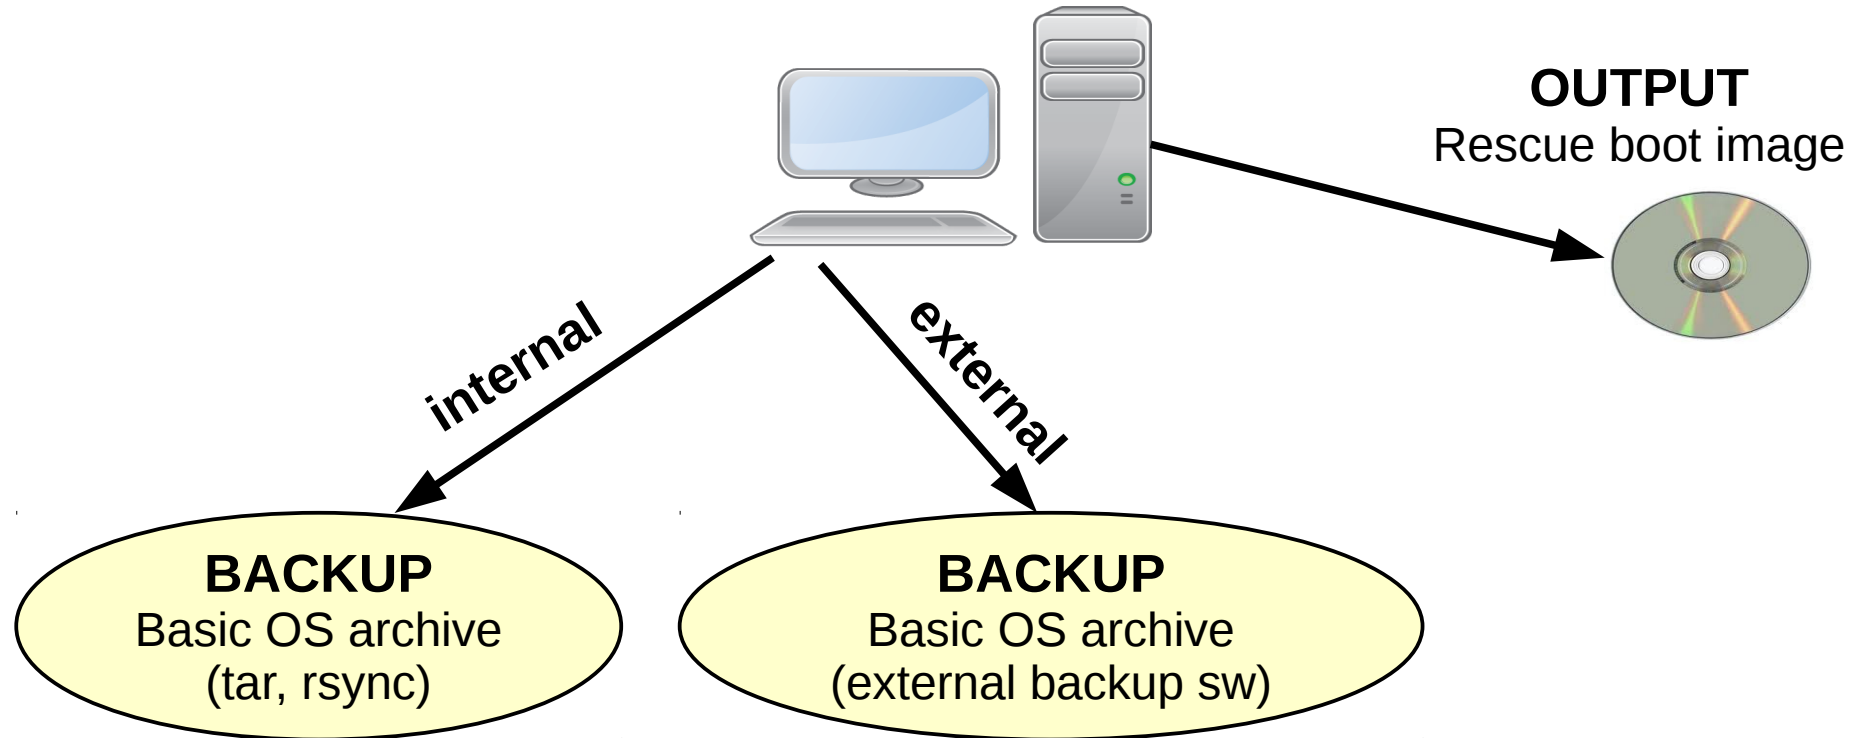 OUTPUT
Rescue boot image
internal
external
BACKUP
Basic OS archive
(tar, rsync)
BACKUP
Basic OS archive
(external backup sw)